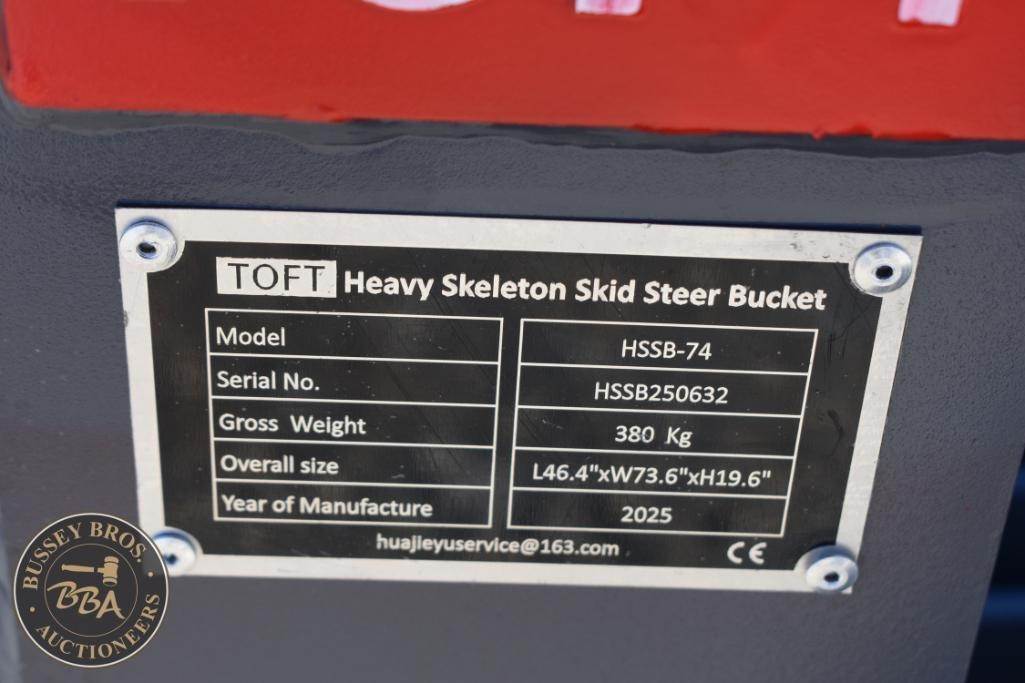 TOFT Heavy Skeleton Skid Steer Bucket
Model HSSB-74
Serial No. HSSB250632
Gross Weight 380 Kg
Overall size L46.4"xW73.6"xH19.6"
Year of Manufacture 2025
huajieyuservice@163.com CE
BUSSEY BROS.
BBA
AUCTIONEERS